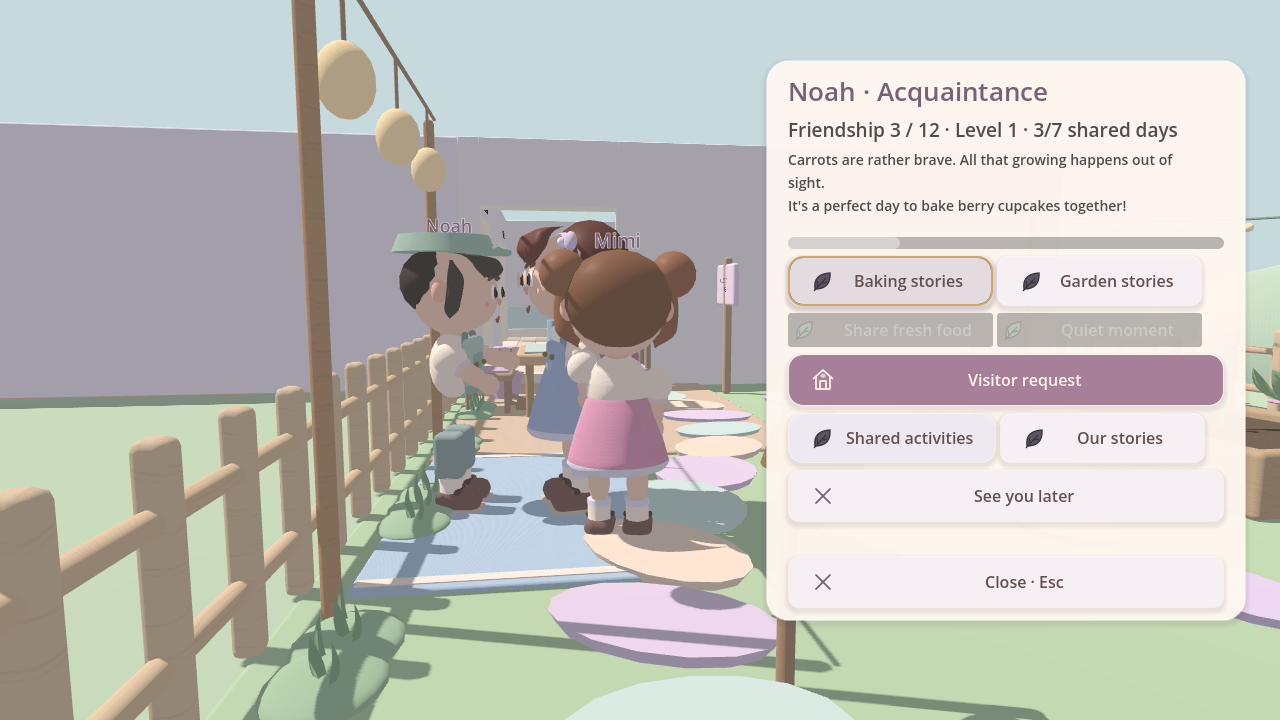 Noah · Acquaintance
Friendship 3 / 12 · Level 1 · 3/7 shared days
Carrots are rather brave. All that growing happens out of
sight.
It's a perfect day to bake berry cupcakes together!
Noah
Mimi
Baking stories
Garden stories
Share fresh food
Quiet moment
Visitor request
Shared activities
Our stories
See you later
Close · Esc